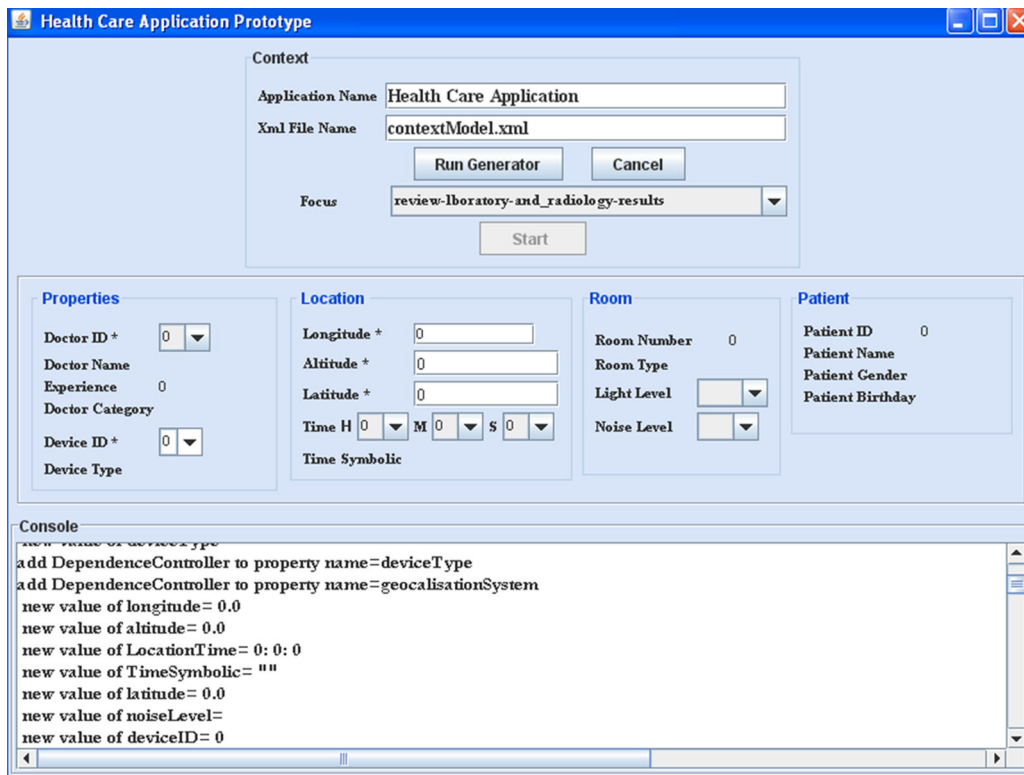 Health Care Application Prototype
Context
Application Name Health Care Application
Xml File Name contextModel.xml
Run Generator Cancel
Focus review-lboratory-and_radiology-results
Start
Properties
Doctor ID * 0
Doctor Name
Experience 0
Doctor Category
Device ID * 0
Device Type
Location
Longitude * 0
Altitude * 0
Latitude * 0
Time H 0 M 0 S 0
Time Symbolic
Room
Room Number 0
Room Type
Light Level
Noise Level
Patient
Patient ID 0
Patient Name
Patient Gender
Patient Birthday
Console
new value of deviceType
add DependenceController to property name=deviceType
add DependenceController to property name=geocalisationSystem
new value of longitude= 0.0
new value of altitude= 0.0
new value of LocationTime= 0: 0: 0
new value of TimeSymbolic= ""
new value of latitude= 0.0
new value of noiseLevel=
new value of deviceID= 0